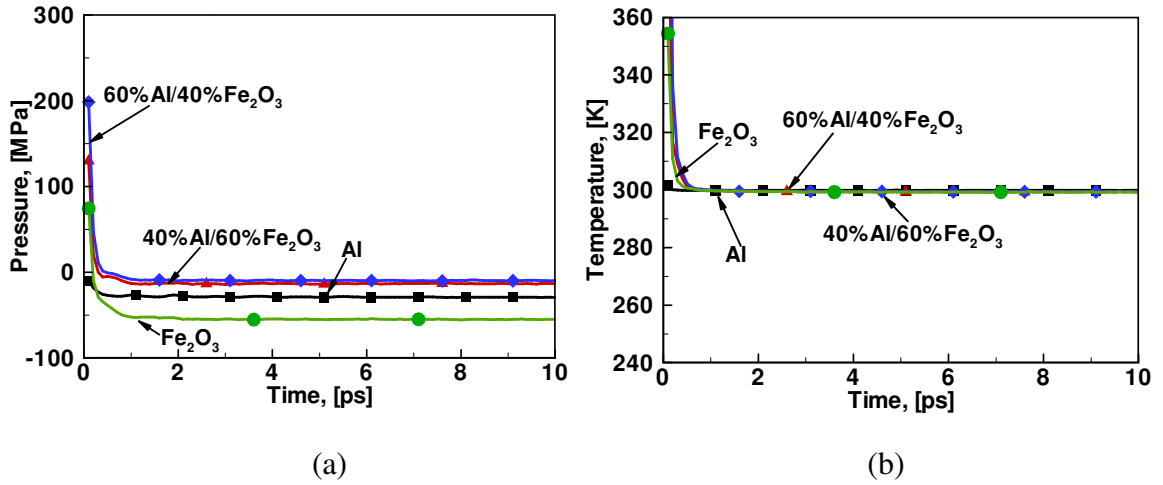 300
200
100
0
-100
Pressure, [MPa]
60%Al/40%Fe₂O₃
40%Al/60%Fe₂O₃
Al
Fe₂O₃
0
2
4
6
8
10
Time, [ps]
(a)
360
340
320
300
280
260
240
Temperature, [K]
60%Al/40%Fe₂O₃
Fe₂O₃
40%Al/60%Fe₂O₃
Al
0
2
4
6
8
10
Time, [ps]
(b)